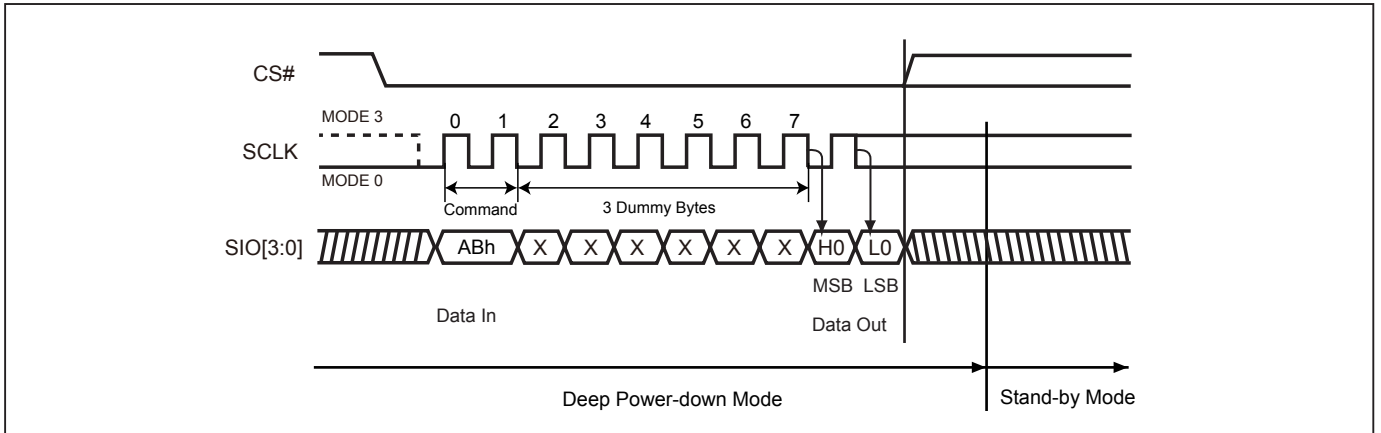 CS#
MODE 3
0 1 2 3 4 5 6 7
SCLK
MODE 0
Command 3 Dummy Bytes
SIO[3:0] ABh X X X X X X H0 L0
MSB LSB
Data In Data Out
Deep Power-down Mode Stand-by Mode